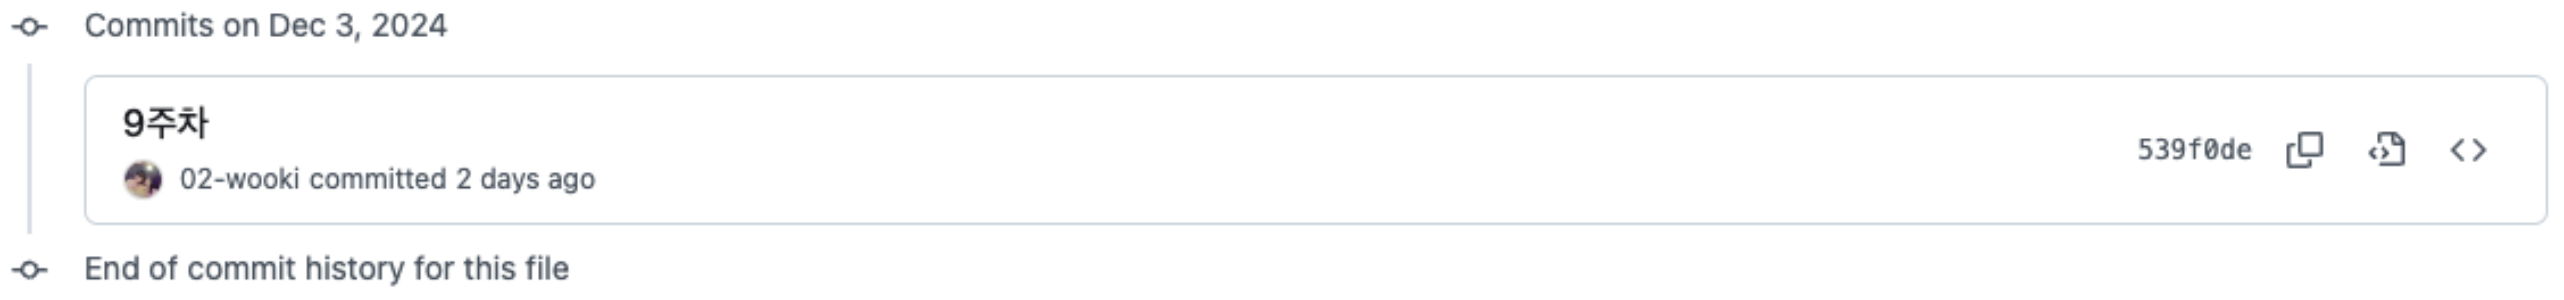 Commits on Dec 3, 2024
9주차
02-wooki committed 2 days ago
539f0de
End of commit history for this file